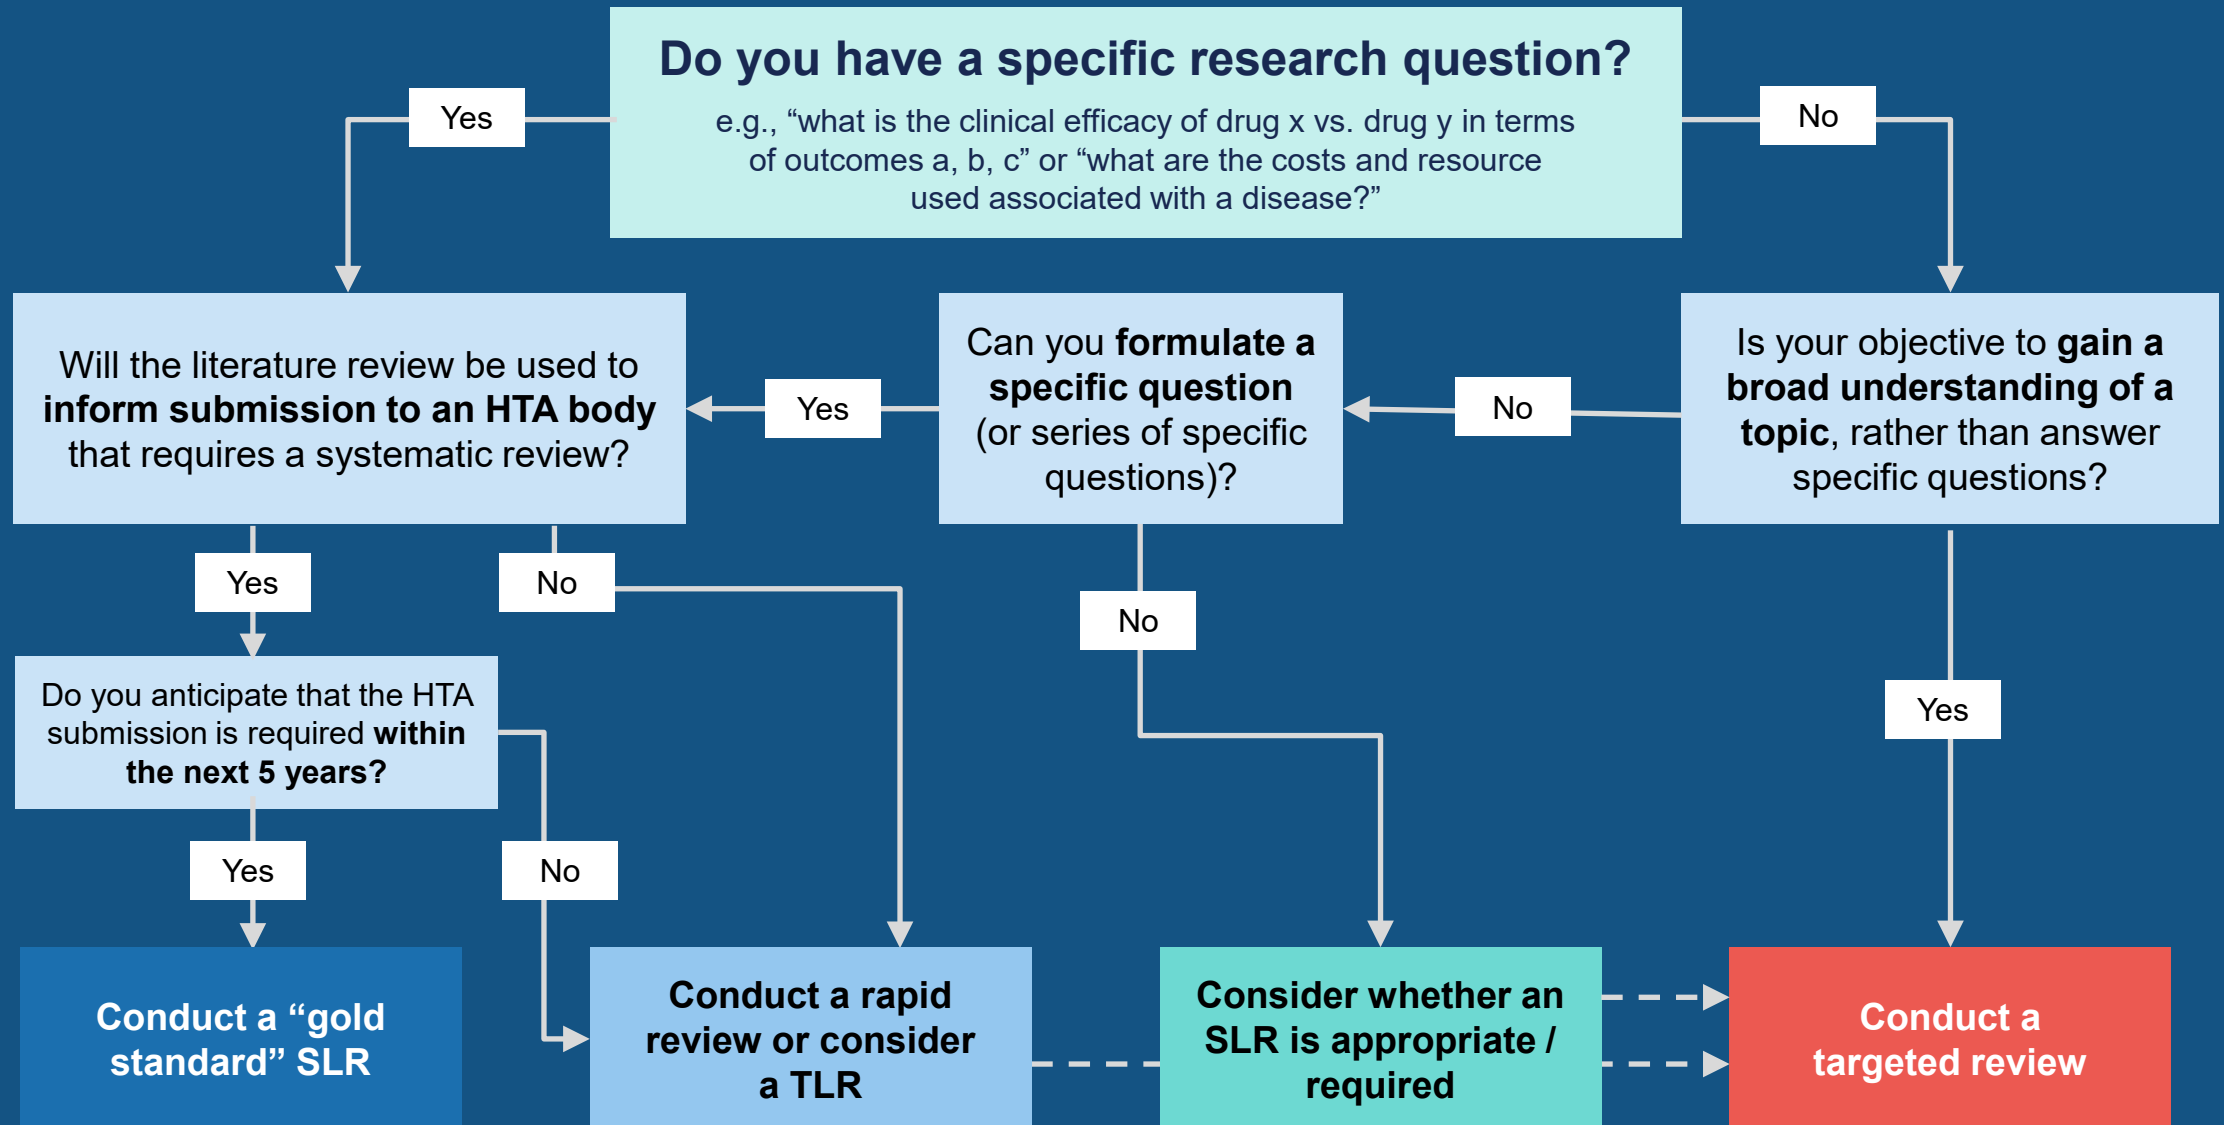 Do you have a specific research question?
e.g., “what is the clinical efficacy of drug x vs. drug y in terms
of outcomes a, b, c” or “what are the costs and resource
used associated with a disease?”
Yes
No
Will the literature review be used to
inform submission to an HTA body
that requires a systematic review?
Yes
Can you formulate a
specific question
(or series of specific
questions)?
No
Is your objective to gain a
broad understanding of a
topic, rather than answer
specific questions?
Yes
No
No
Yes
Do you anticipate that the HTA
submission is required within
the next 5 years?
Yes
No
Conduct a “gold
standard” SLR
Conduct a rapid
review or consider
a TLR
Consider whether an
SLR is appropriate /
required
Conduct a
targeted review